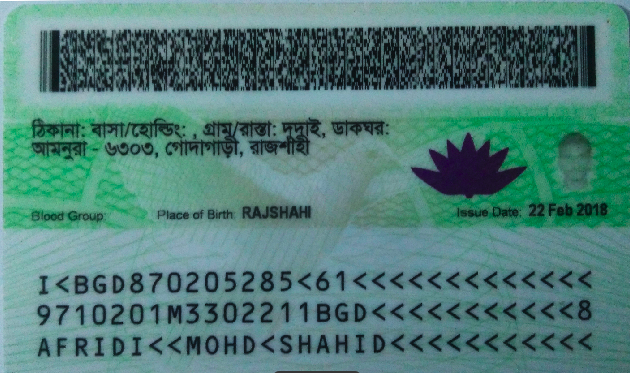 ঠিকানা: বাসা/হোল্ডিং: , গ্রাম/রাস্তা: দদাই, ডাকঘর:
আমনুরা - ৬৩০৩, গোদাগাড়ী, রাজশাহী
Blood Group: Place of Birth: RAJSHAHI Issue Date: 22 Feb 2018
I<BGD870205285<61<<<<<<<<<<<<<
9710201M3302211BGD<<<<<<<<<<<8
AFRIDI<<MOHD<SHAHID<<<<<<<<<<<